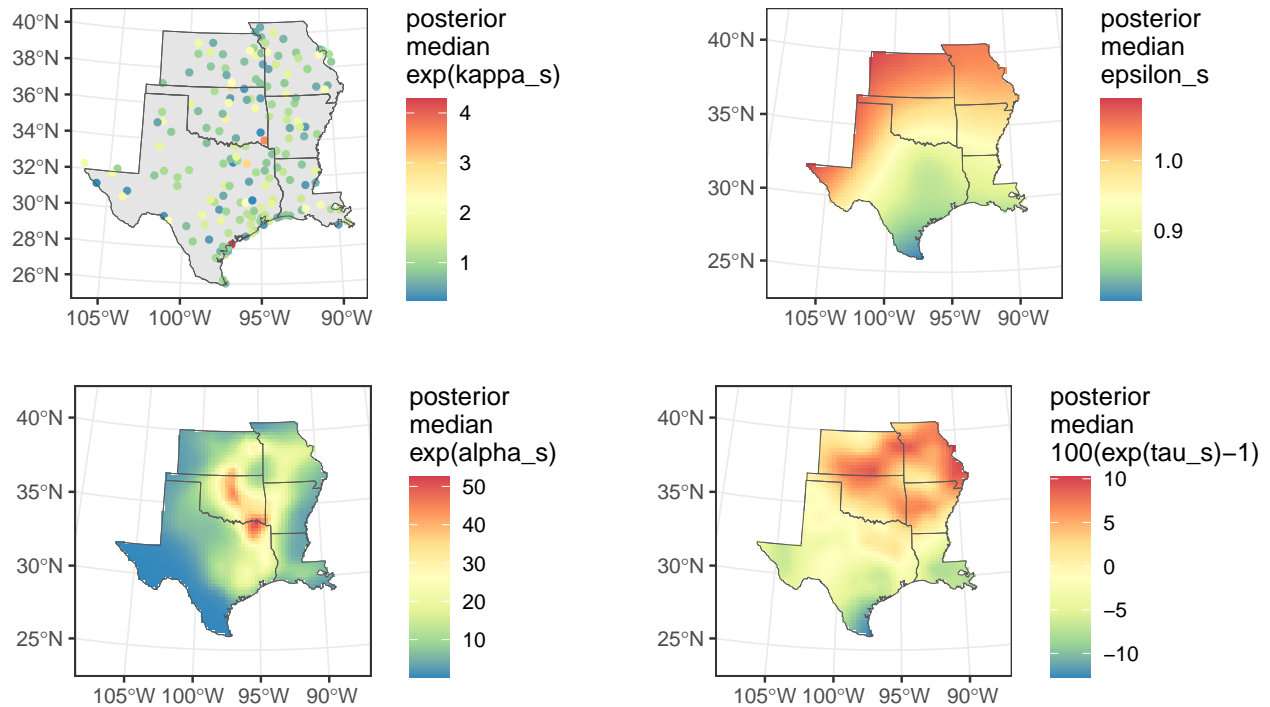 posterior
median
exp(kappa_s)
4
3
2
1
40°N
38°N
36°N
34°N
32°N
30°N
28°N
26°N
105°W 100°W 95°W 90°W
posterior
median
epsilon_s
1.0
0.9
40°N
35°N
30°N
25°N
105°W 100°W 95°W 90°W
posterior
median
exp(alpha_s)
50
40
30
20
10
40°N
35°N
30°N
25°N
105°W 100°W 95°W 90°W
posterior
median
100(exp(tau_s)−1)
10
5
0
−5
−10
40°N
35°N
30°N
25°N
105°W 100°W 95°W 90°W